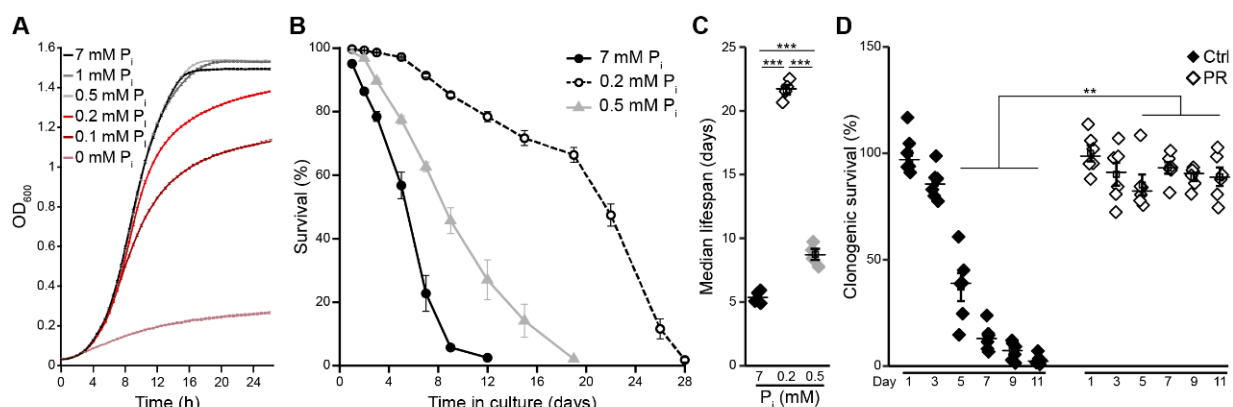 A
7 mM Pi
1 mM Pi
0.5 mM Pi
0.2 mM Pi
0.1 mM Pi
0 mM Pi
1.6
1.4
1.2
1
0.8
0.6
0.4
0.2
0
OD600
0 4 8 12 16 20 24
Time (h)
B
7 mM Pi
0.2 mM Pi
0.5 mM Pi
100
80
60
40
20
0
Survival (%)
0 4 8 12 16 20 24 28
Time in culture (days)
C
***
*** ***
25
20
15
10
5
0
Median lifespan (days)
7 0.2 0.5
Pi (mM)
D
Ctrl
PR
**
150
100
50
0
Clonogenic survival (%)
Day 1 3 5 7 9 11 1 3 5 7 9 11